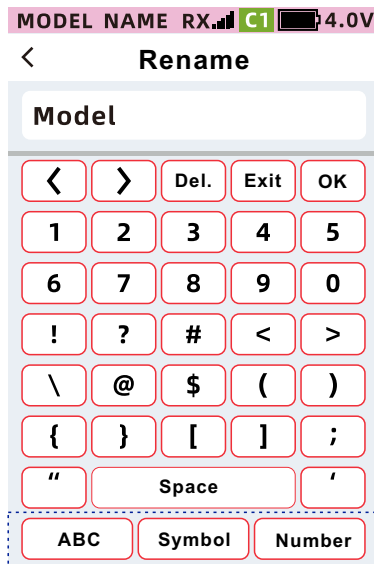 MODEL NAME RX C1 4.0V
< Rename
Model
❮ ❯ Del. Exit OK
1 2 3 4 5
6 7 8 9 0
! ? # < >
\ @ $ ( )
{ } [ ] ;
“ Space ‘
ABC Symbol Number